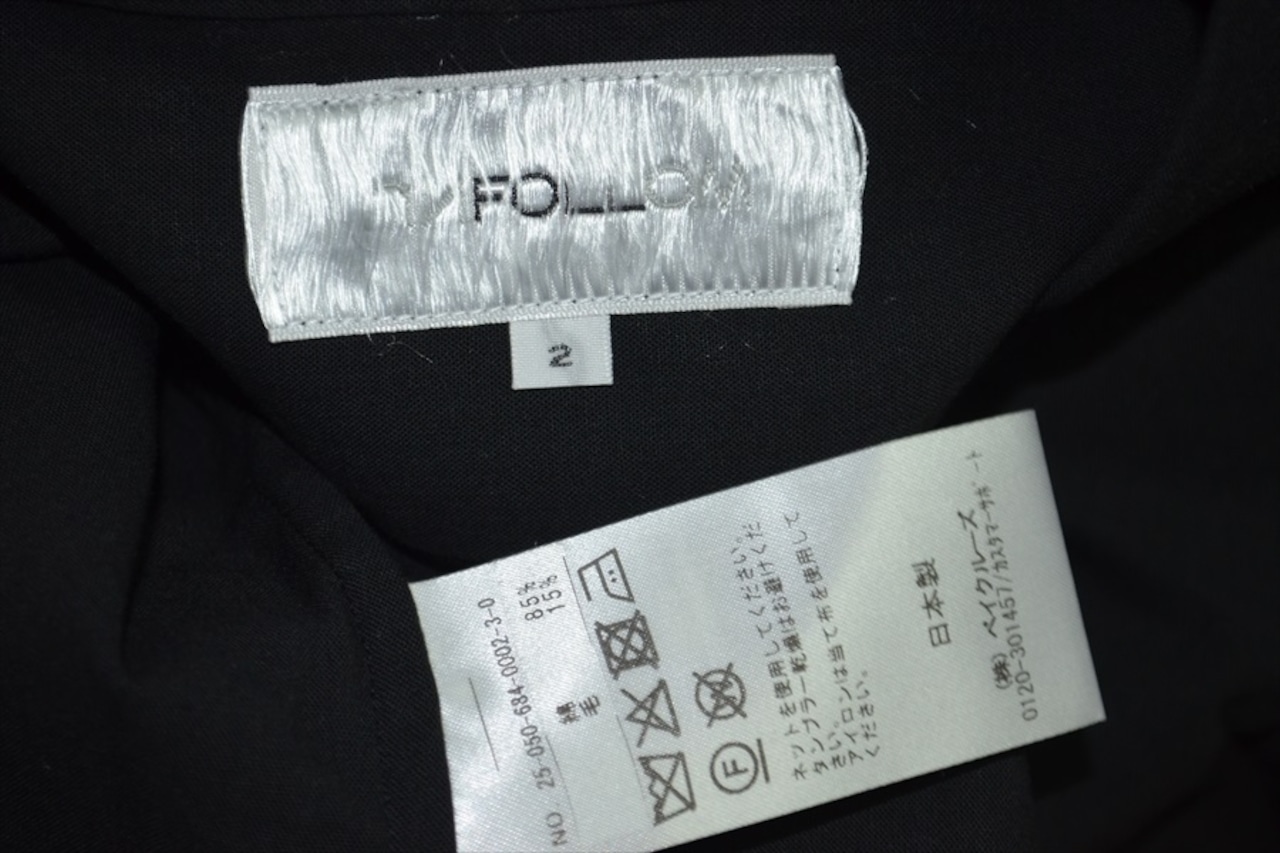 FOLLOW
2
NO 25-050-684-0002-3-0
綿 85%
毛 15%
F
ネットを使用してください。
タンブラー乾燥はお避けくだ
さい。
アイロンは当て布を使用して
ください。
日本製
(株) ベイクルーズ
0120-301457/カスタマーサポート